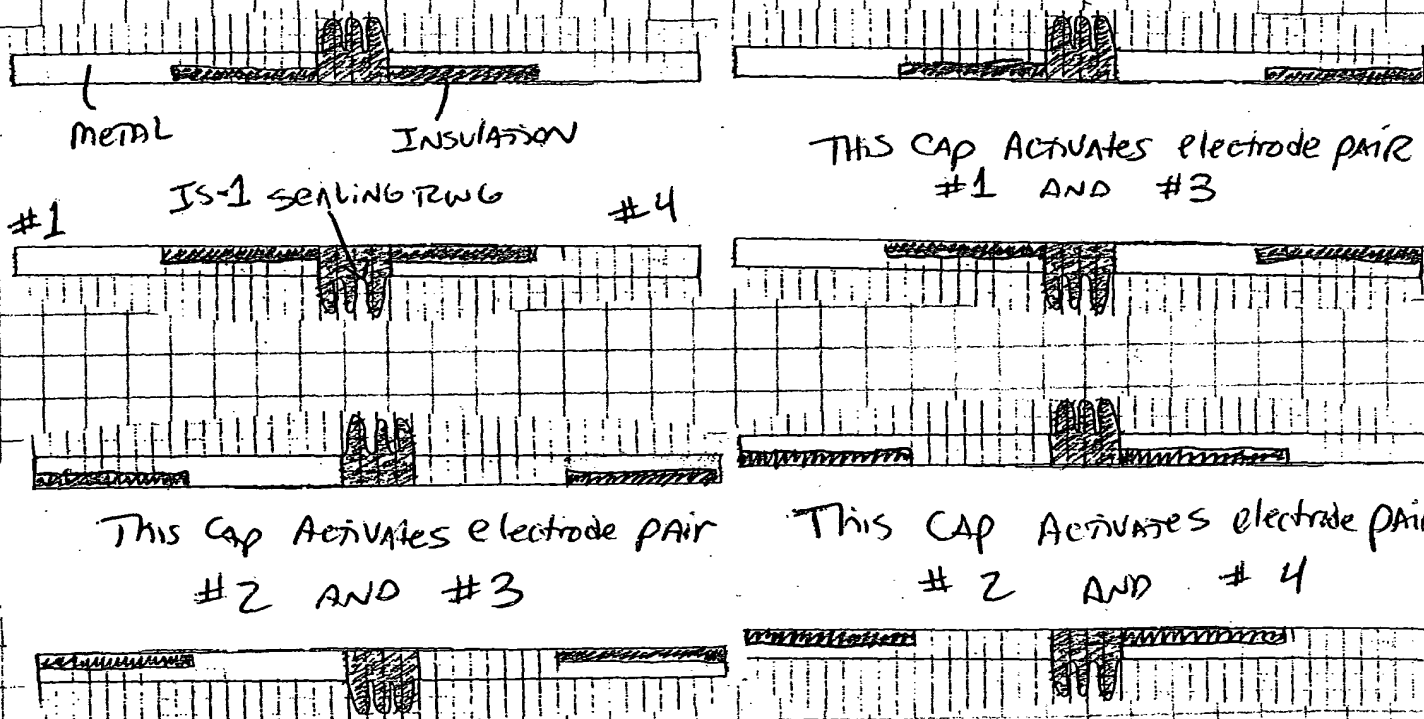 METAL
INSULATION
THIS CAP ACTIVATES electrode PAIR
#1 AND #3
IS-1 SEALING RING
#1
#4
This CAP ACTIVATES electrode PAIR
#2 AND #3
This CAP ACTIVATES electrode PAI
#2 AND #4